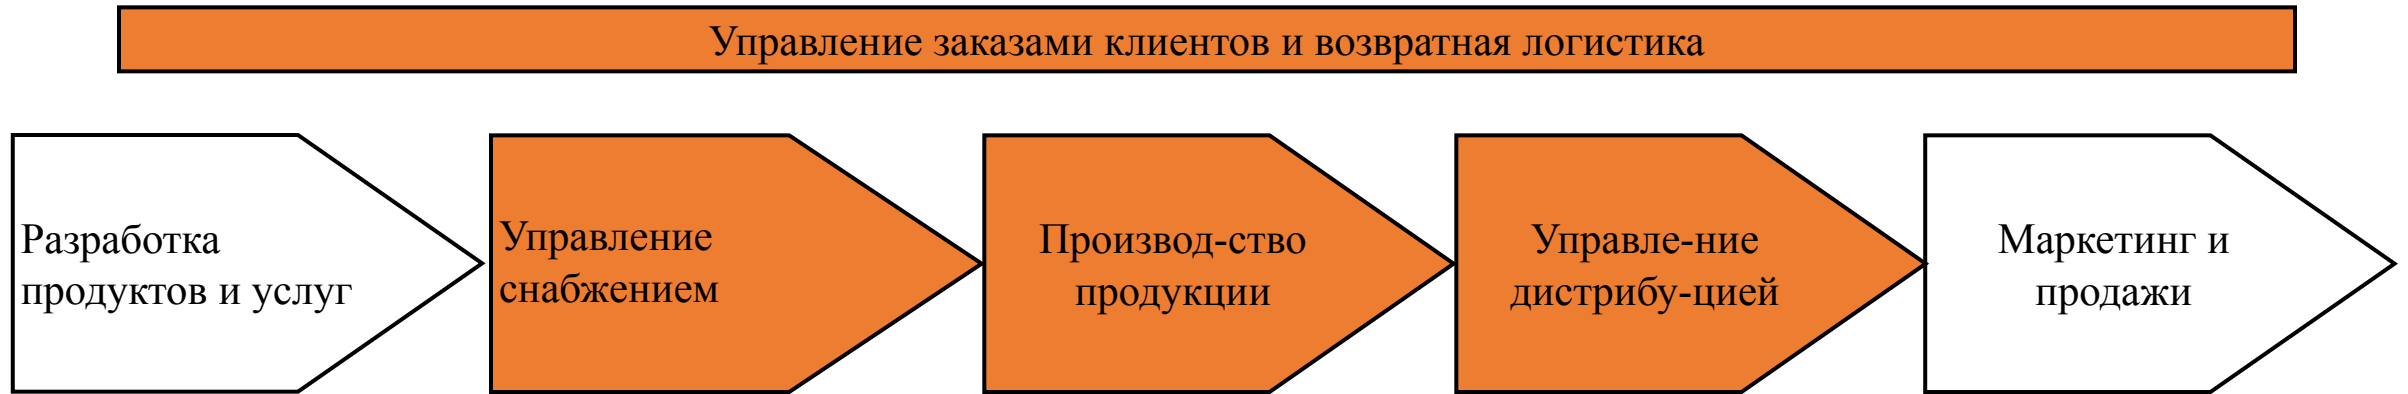 Управление заказами клиентов и возвратная логистика
Разработка
продуктов и услуг
Управление
снабжением
Производ-ство
продукции
Управле-ние
дистрибу-цией
Маркетинг и
продажи